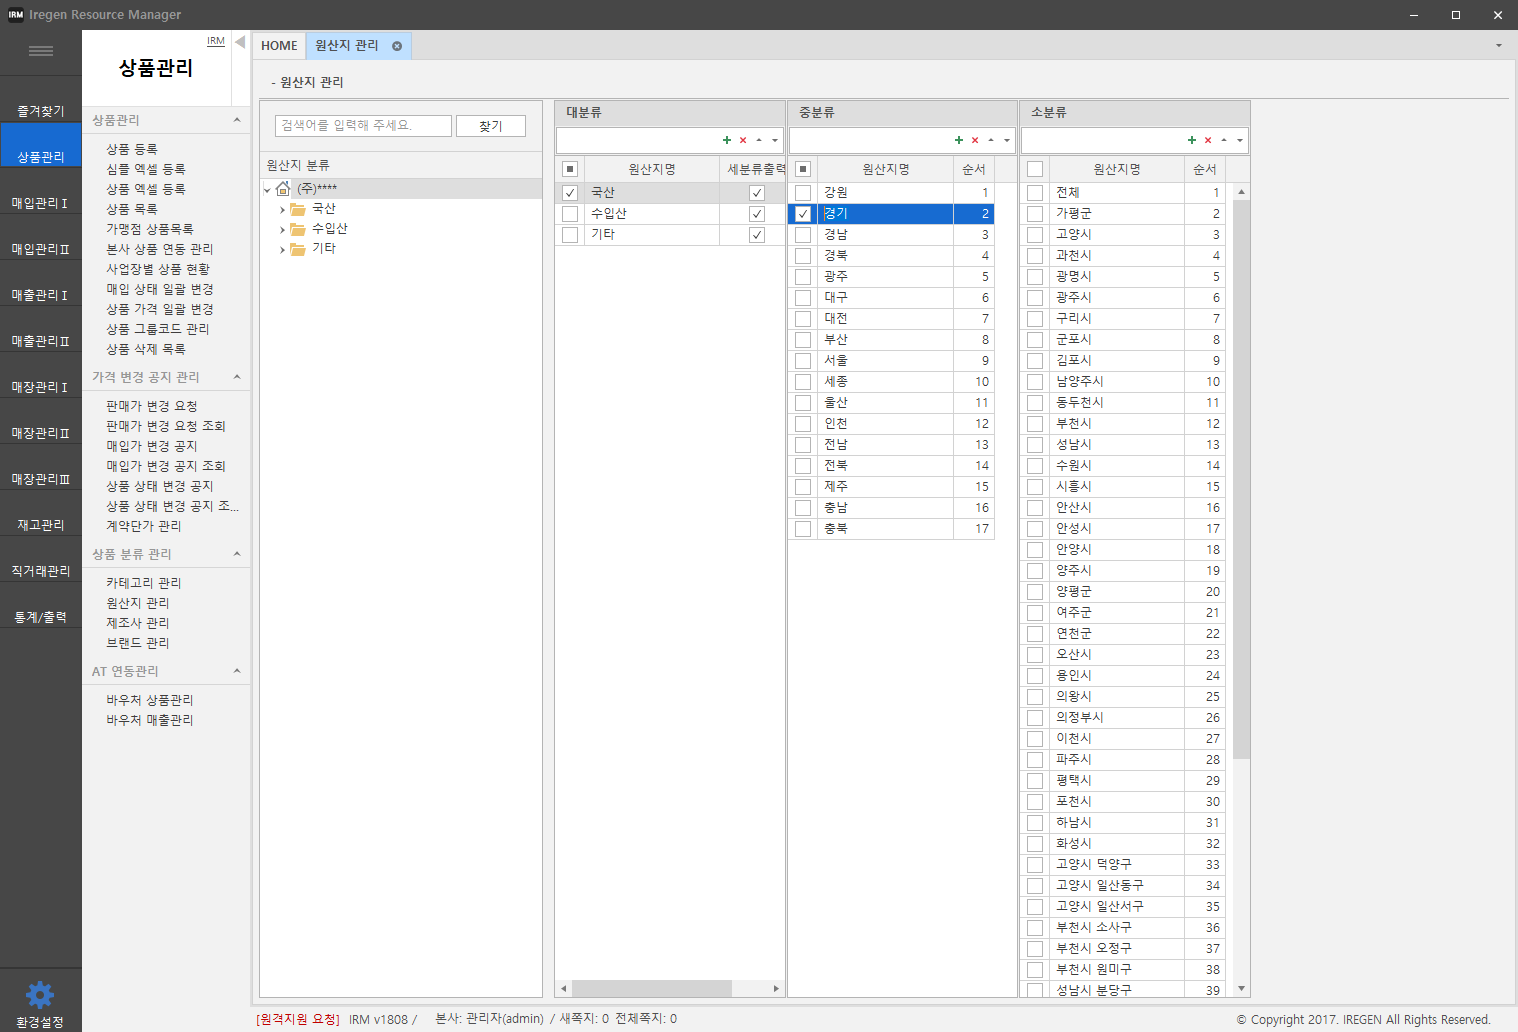 IRM Iregen Resource Manager
즐겨찾기
상품관리
매입관리 I
매입관리 II
매출관리 I
매출관리 II
매장관리 I
매장관리 II
매장관리 III
재고관리
직거래관리
통계/출력
환경설정
IRM
상품관리
상품관리
상품 등록
심플 엑셀 등록
상품 엑셀 등록
상품 목록
가맹점 상품목록
본사 상품 연동 관리
사업장별 상품 현황
매입 상태 일괄 변경
상품 가격 일괄 변경
상품 그룹코드 관리
상품 삭제 목록
가격 변경 공지 관리
판매가 변경 요청
판매가 변경 요청 조회
매입가 변경 공지
매입가 변경 공지 조회
상품 상태 변경 공지
상품 상태 변경 공지 조...
계약단가 관리
상품 분류 관리
카테고리 관리
원산지 관리
제조사 관리
브랜드 관리
AT 연동관리
바우처 상품관리
바우처 매출관리
HOME 원산지 관리
- 원산지 관리
검색어를 입력해 주세요. 찾기
원산지 분류
(주)****
국산
수입산
기타
대분류
원산지명 세분류출력
국산
수입산
기타
중분류
원산지명 순서
강원 1
경기 2
경남 3
경북 4
광주 5
대구 6
대전 7
부산 8
서울 9
세종 10
울산 11
인천 12
전남 13
전북 14
제주 15
충남 16
충북 17
소분류
원산지명 순서
전체 1
가평군 2
고양시 3
과천시 4
광명시 5
광주시 6
구리시 7
군포시 8
김포시 9
남양주시 10
동두천시 11
부천시 12
성남시 13
수원시 14
시흥시 15
안산시 16
안성시 17
안양시 18
양주시 19
양평군 20
여주군 21
연천군 22
오산시 23
용인시 24
의왕시 25
의정부시 26
이천시 27
파주시 28
평택시 29
포천시 30
하남시 31
화성시 32
고양시 덕양구 33
고양시 일산동구 34
고양시 일산서구 35
부천시 소사구 36
부천시 오정구 37
부천시 원미구 38
성남시 분당구 39
[원격지원 요청] IRM v1808 / 본사: 관리자(admin) / 새쪽지: 0 전체쪽지: 0
© Copyright 2017. IREGEN All Rights Reserved.